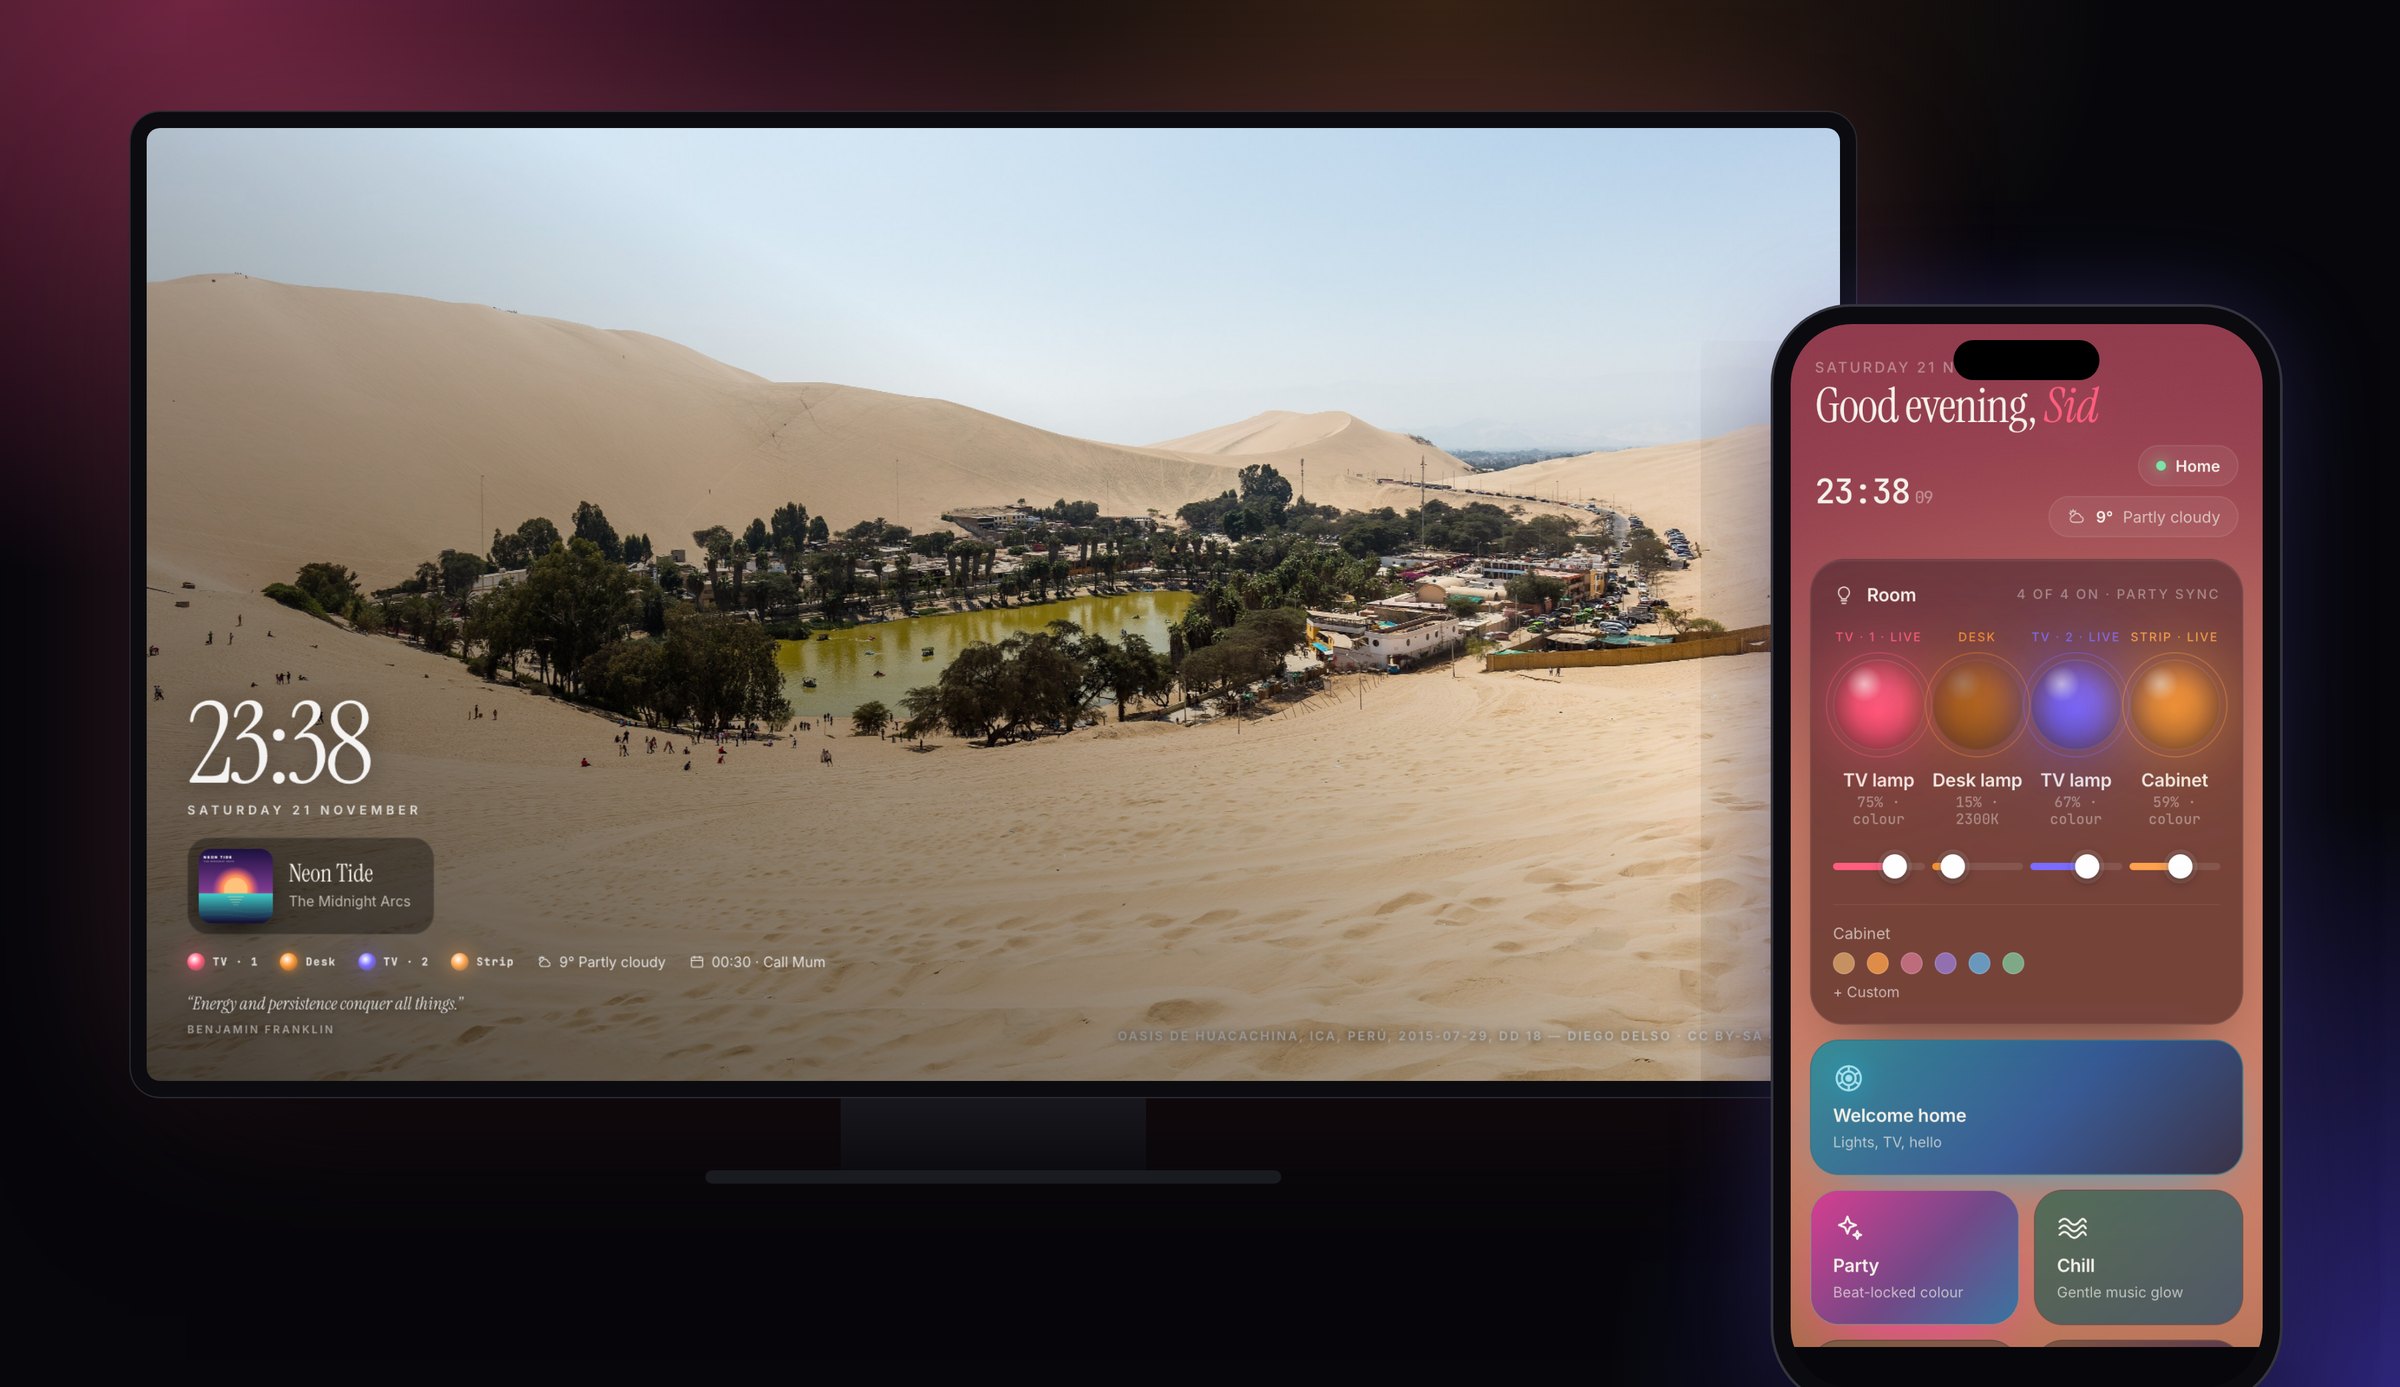 23:38
SATURDAY 21 NOVEMBER
NEON TIDE
Neon Tide
The Midnight Arcs
TV · 1
Desk
TV · 2
Strip
9° Partly cloudy
00:30 · Call Mum
“Energy and persistence conquer all things.”
BENJAMIN FRANKLIN
OASIS DE HUACACHINA, ICA, PERÚ, 2015-07-29, DD 18 — DIEGO DELSO · CC BY-SA
SATURDAY 21 N
Good evening, Sid
Home
23:38 09
9° Partly cloudy
Room
4 OF 4 ON · PARTY SYNC
TV · 1 · LIVE
DESK
TV · 2 · LIVE
STRIP · LIVE
TV lamp
Desk lamp
TV lamp
Cabinet
75% · colour
15% · 2300K
67% · colour
59% · colour
Cabinet
+ Custom
Welcome home
Lights, TV, hello
Party
Beat-locked colour
Chill
Gentle music glow